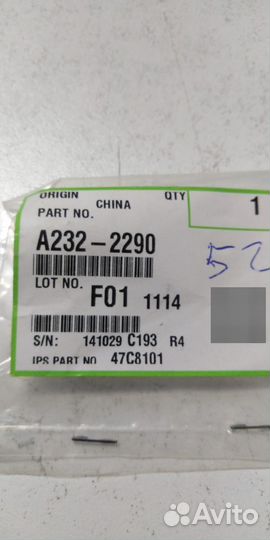 ORIGIN CHINA QTY
PART NO. 1
A232-2290
52
LOT NO. F01 1114
S/N: 141029 C193 R4
IPS PART NO 47C8101
Avito